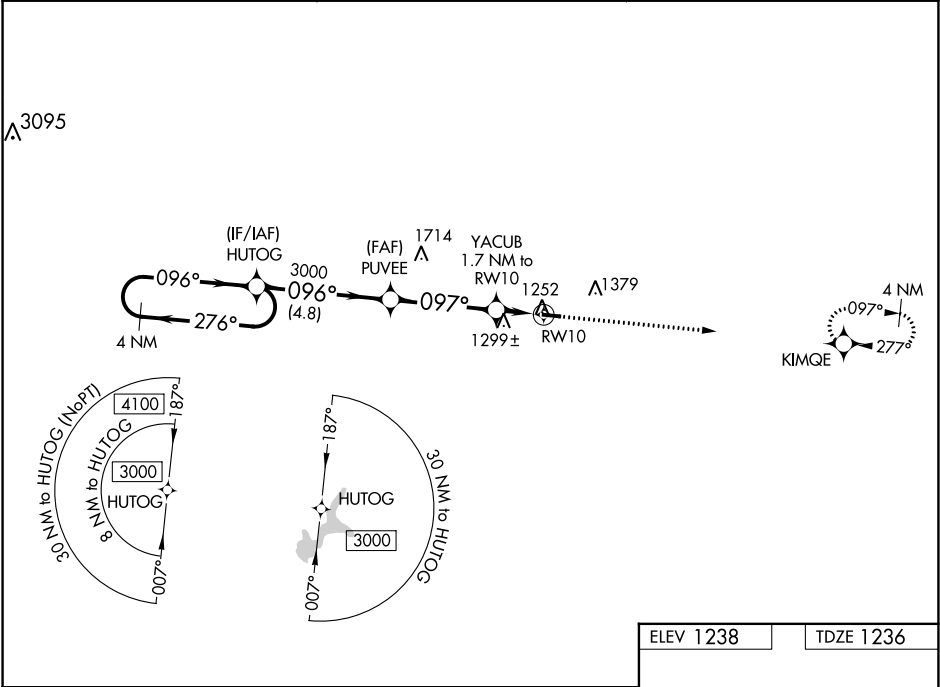 3095
(IF/IAF)
HUTOG
(FAF)
PUVEE
1714
YACUB
1.7 NM to
RW10
1252
1379
4 NM
096°
3000
096°
(4.8)
097°
276°
4 NM
1299±
RW10
097°
277°
KIMQE
30 NM to HUTOG (NoPT)
4100
187°
8 NM to HUTOG
3000
HUTOG
007°
187°
30 NM to HUTOG
HUTOG
3000
007°
ELEV 1238
TDZE 1236